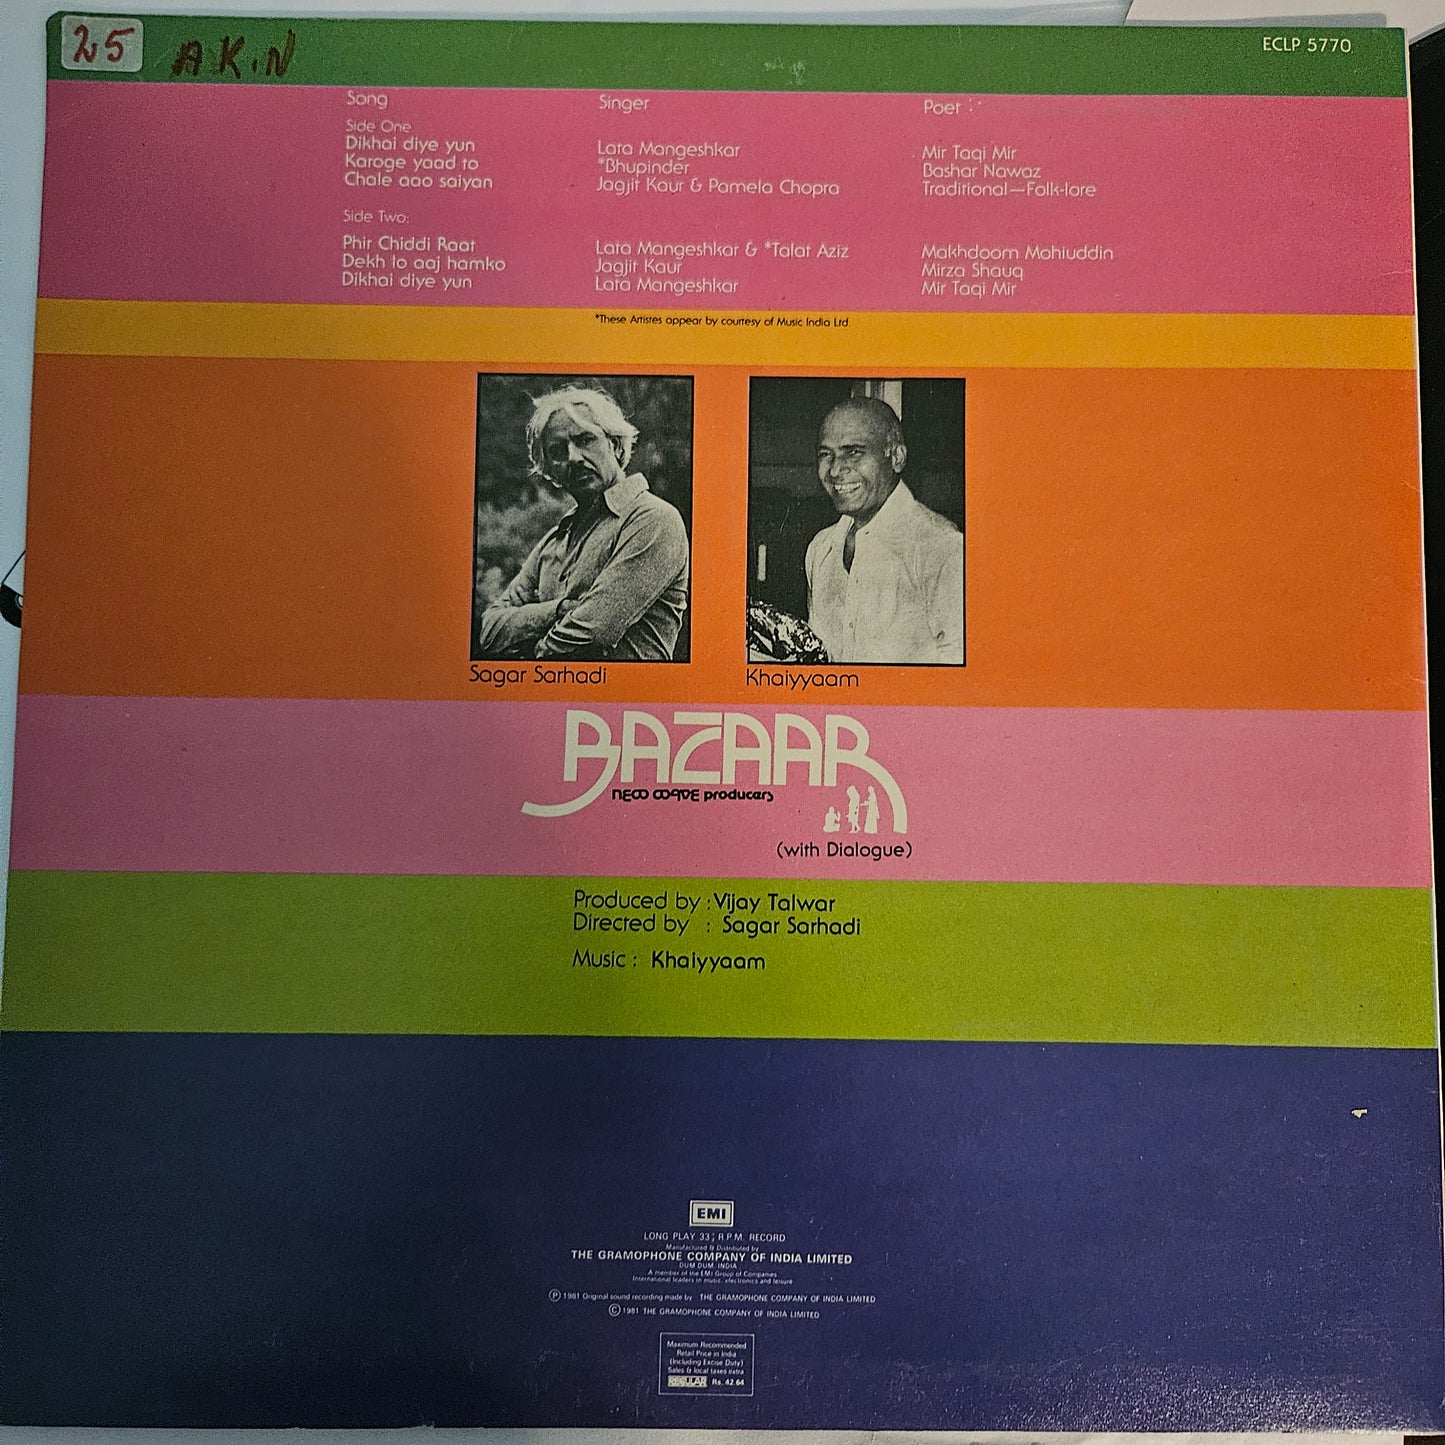 25 A.K.N
ECLP 5770
Song Singer Poet :
Side One
Dikhai diye yun Lata Mangeshkar Mir Taqi Mir
Karoge yaad to *Bhupinder Bashar Nawaz
Chale aao saiyan Jagjit Kaur & Pamela Chopra Traditional—Folk-lore
Side Two:
Phir Chiddi Raat Lata Mangeshkar & *Talat Aziz Makhdoom Mohiuddin
Dekh lo aaj hamko Jagjit Kaur Mirza Shauq
Dikhai diye yun Lata Mangeshkar Mir Taqi Mir
*These Artistes appear by courtesy of Music India Ltd.
Sagar Sarhadi Khaiyyaam
BAZAAR
new wave producers
(with Dialogue)
Produced by : Vijay Talwar
Directed by : Sagar Sarhadi
Music : Khaiyyaam
EMI
LONG PLAY 33⅓ R.P.M. RECORD
Manufactured & Distributed by
THE GRAMOPHONE COMPANY OF INDIA LIMITED
DUM DUM, INDIA
A member of the EMI Group of Companies
International leaders in music, electronics and leisure
Ⓟ 1981 Original sound recording made by THE GRAMOPHONE COMPANY OF INDIA LIMITED
© 1981 THE GRAMOPHONE COMPANY OF INDIA LIMITED
Maximum Recommended
Retail Price in India
(Including Excise Duty)
Sales & local taxes extra
REGULAR Rs. 42.64